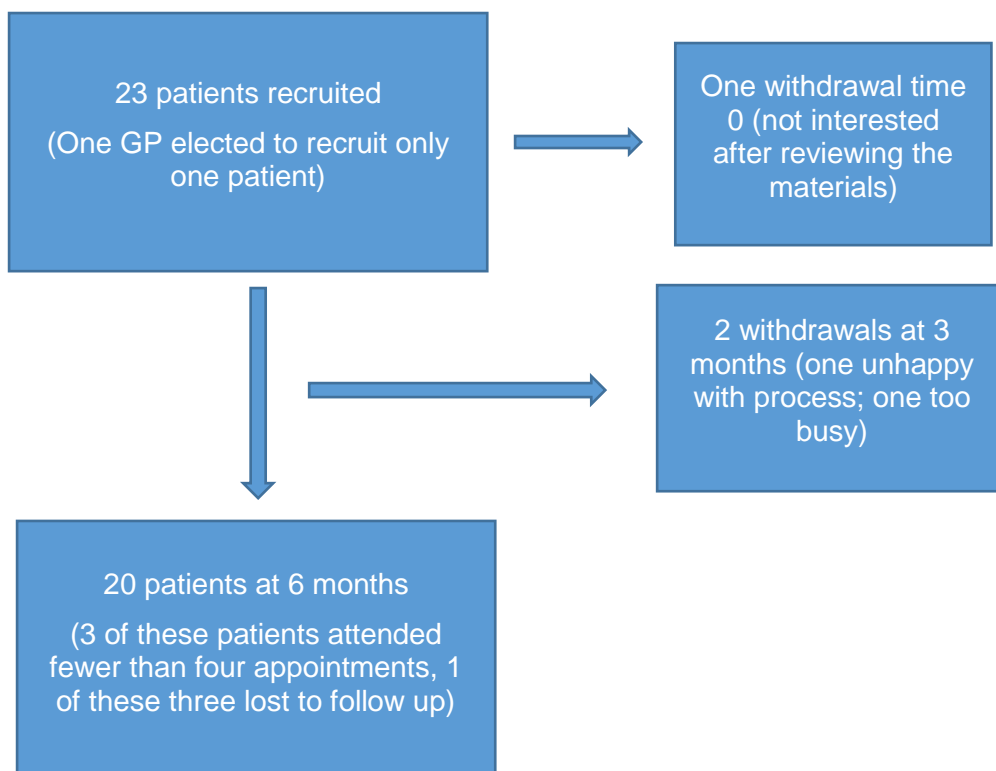 23 patients recruited
(One GP elected to recruit only
one patient)
One withdrawal time
0 (not interested
after reviewing the
materials)
2 withdrawals at 3
months (one unhappy
with process; one too
busy)
20 patients at 6 months
(3 of these patients attended
fewer than four appointments, 1
of these three lost to follow up)